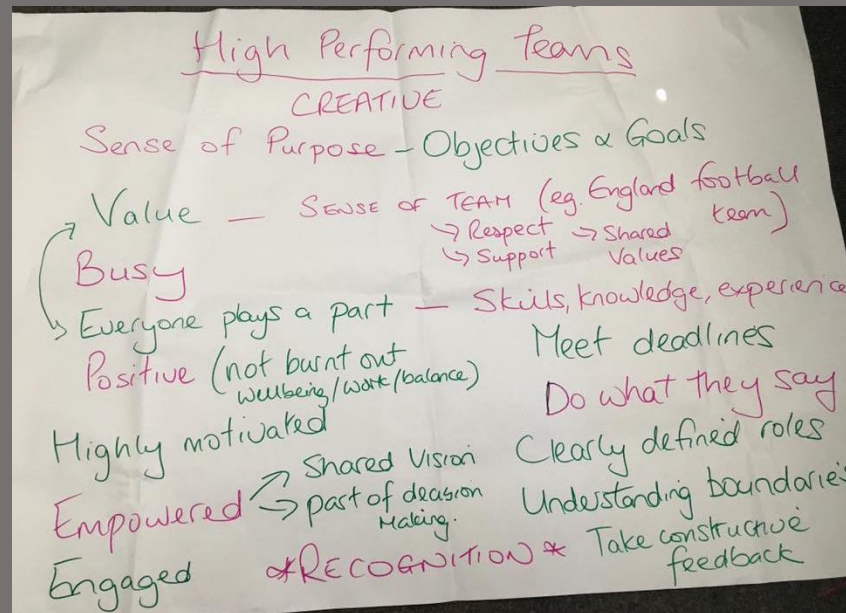 High Performing Teams
CREATIVE
Sense of Purpose - Objectives & Goals
Value - SENSE OF TEAM (eg. England football team)
→ Respect → Shared Values
→ Support
Busy
Everyone plays a part - Skills, knowledge, experience
Positive (not burnt out
wellbeing/work/balance)
Meet deadlines
Do what they say
Highly motivated
Clearly defined roles
Empowered → Shared Vision
→ part of decision
Making.
Understanding boundaries
Engaged
*RECOGNITION*
Take constructive
feedback